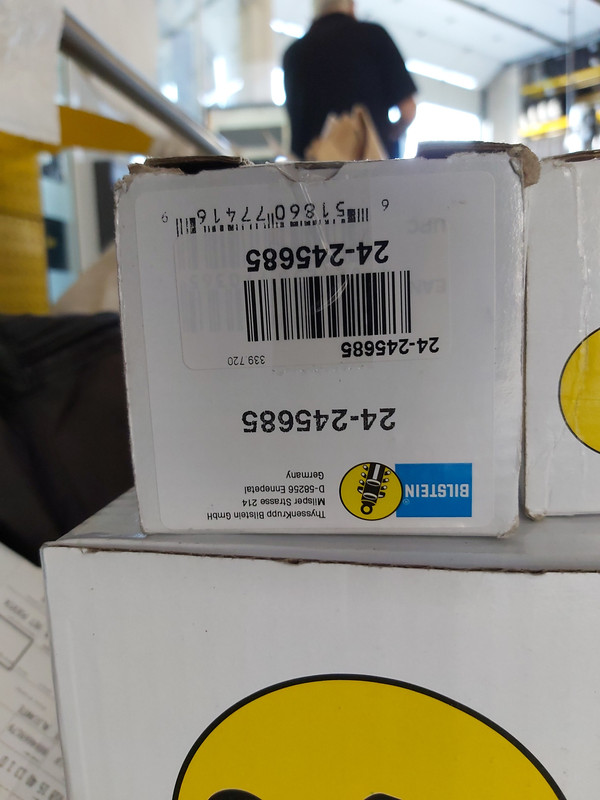 BILSTEIN®
ThyssenKrupp Bilstein GmbH
Milsper Strasse 214
D-58256 Ennepetal
Germany
24-245685
24-245685 339 720
24-245685
6 51860 77416 9